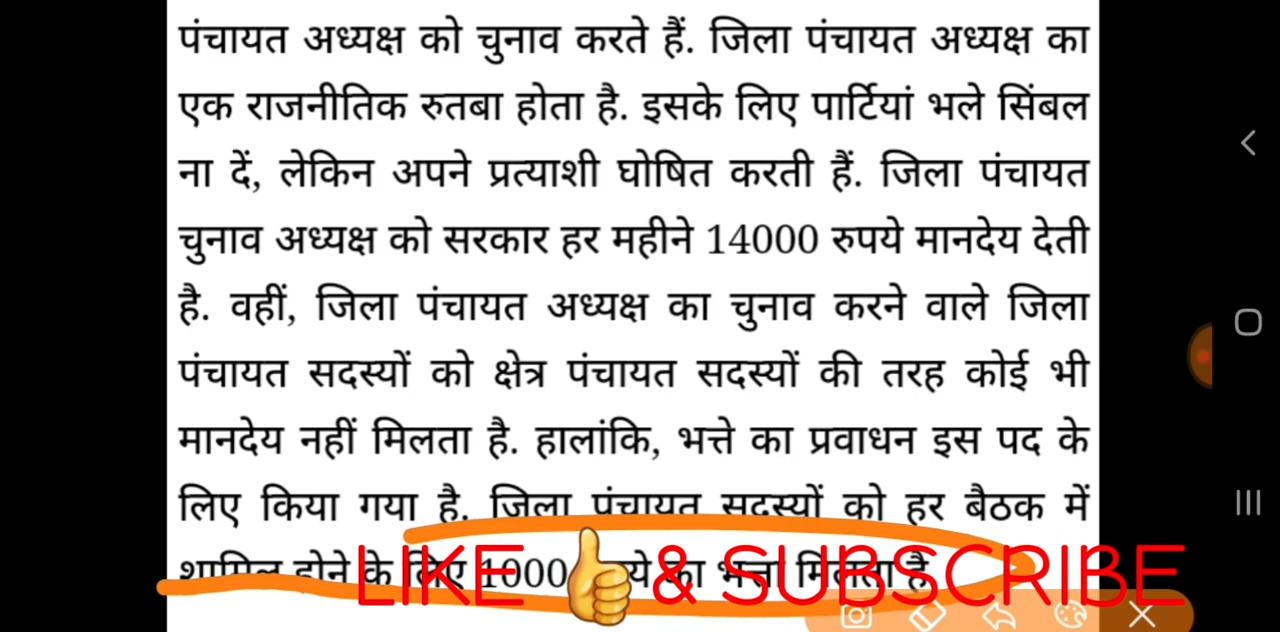 पंचायत अध्यक्ष को चुनाव करते हैं. जिला पंचायत अध्यक्ष का
एक राजनीतिक रुतबा होता है. इसके लिए पार्टियां भले सिंबल
ना दें, लेकिन अपने प्रत्याशी घोषित करती हैं. जिला पंचायत
चुनाव अध्यक्ष को सरकार हर महीने 14000 रुपये मानदेय देती
है. वहीं, जिला पंचायत अध्यक्ष का चुनाव करने वाले जिला
पंचायत सदस्यों को क्षेत्र पंचायत सदस्यों की तरह कोई भी
मानदेय नहीं मिलता है. हालांकि, भत्ते का प्रवाधन इस पद के
लिए किया गया है. जिला पंचायत सदस्यों को हर बैठक में
शामिल होने के लिए 1000 का भत्ता मिलता है
LIKE & SUBSCRIBE